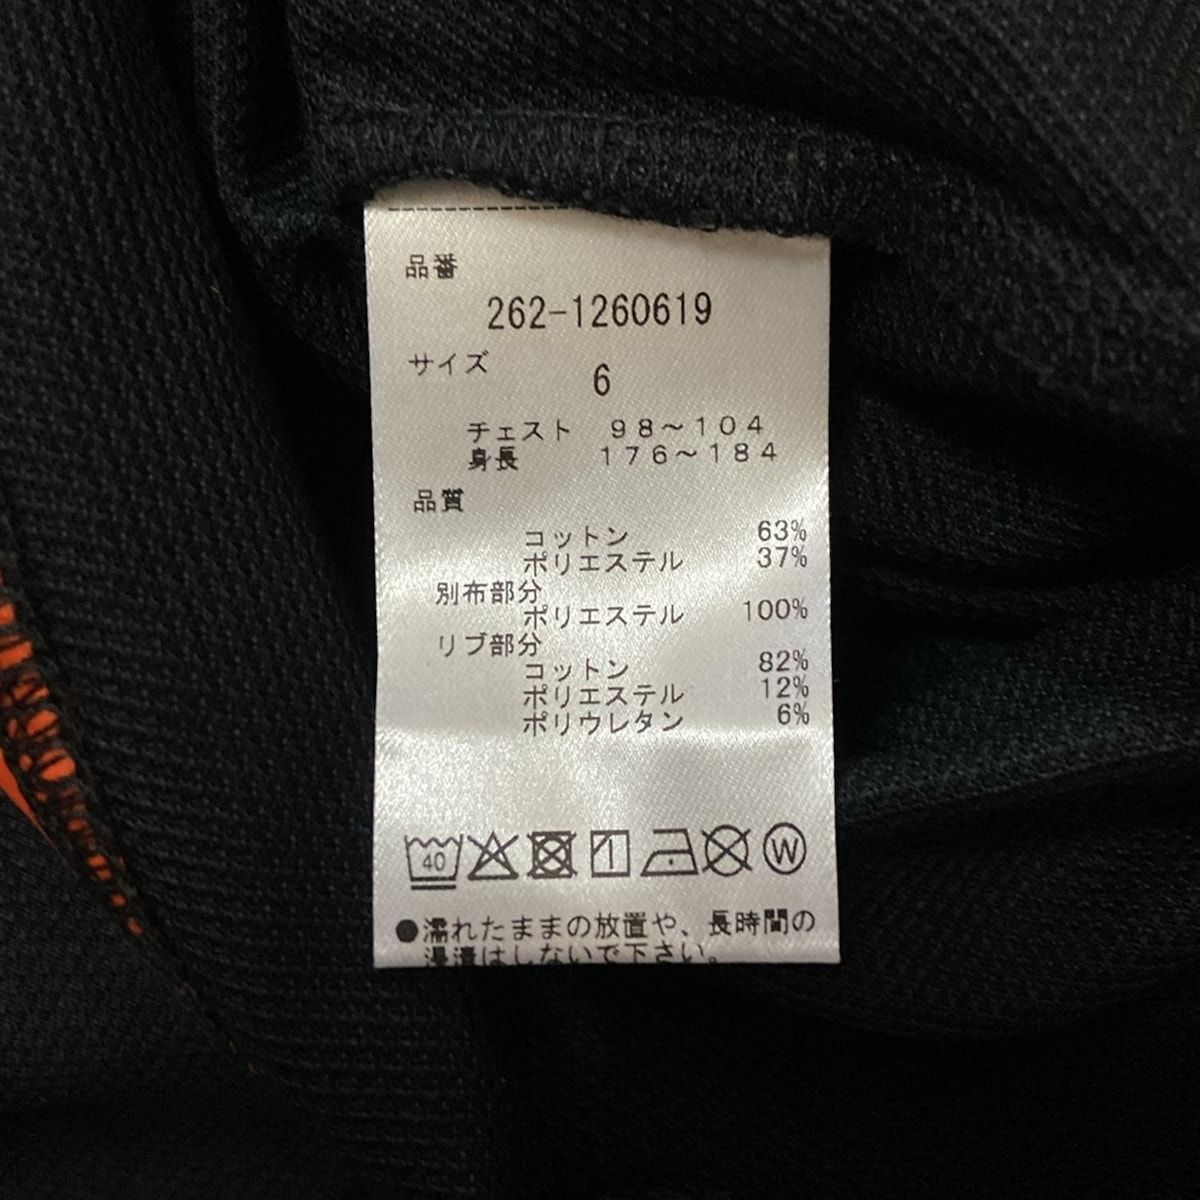 品番
262-1260619
サイズ
6
チェスト 98～104
身長 176～184
品質
コットン 63%
ポリエステル 37%
別布部分
ポリエステル 100%
リブ部分
コットン 82%
ポリエステル 12%
ポリウレタン 6%
40 W
●濡れたままの放置や、長時間の
浸漬はしないで下さい。